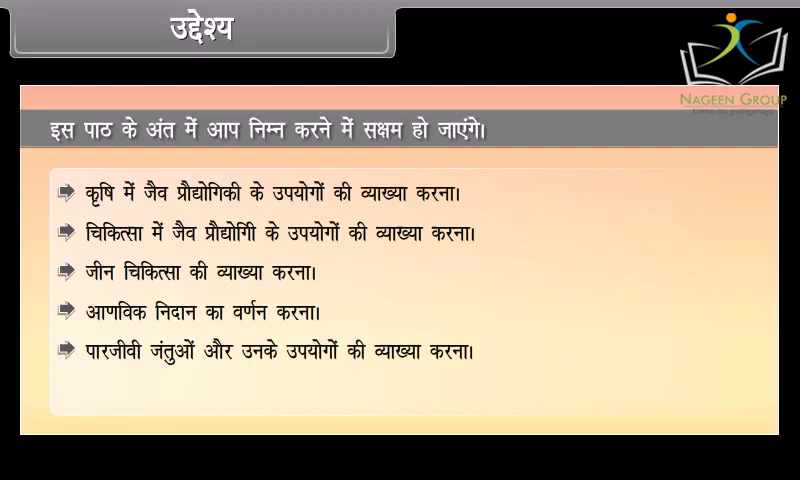 उद्देश्य
NAGEEN GROUP
इस पाठ के अंत में आप निम्न करने में सक्षम हो जाएंगे।
कृषि में जैव प्रौद्योगिकी के उपयोगों की व्याख्या करना।
चिकित्सा में जैव प्रौद्योगिी के उपयोगों की व्याख्या करना।
जीन चिकित्सा की व्याख्या करना।
आणविक निदान का वर्णन करना।
पारजीवी जंतुओं और उनके उपयोगों की व्याख्या करना।